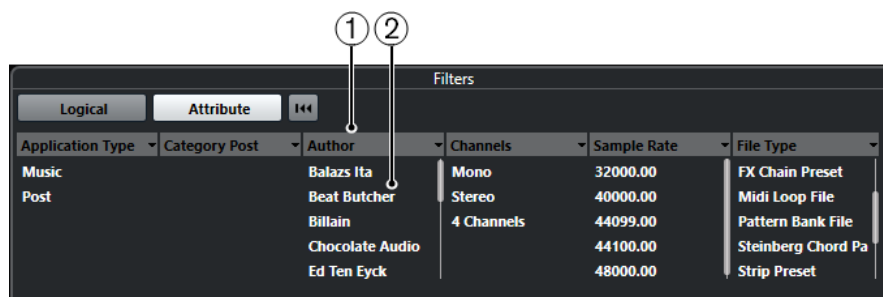 1 2
Filters
Logical Attribute
Application Type Category Post Author Channels Sample Rate File Type
Music Balazs Ita Mono 32000.00 FX Chain Preset
Post Beat Butcher Stereo 40000.00 Midi Loop File
Billain 4 Channels 44099.00 Pattern Bank File
Chocolate Audio 44100.00 Steinberg Chord Pa
Ed Ten Eyck 48000.00 Strip Preset